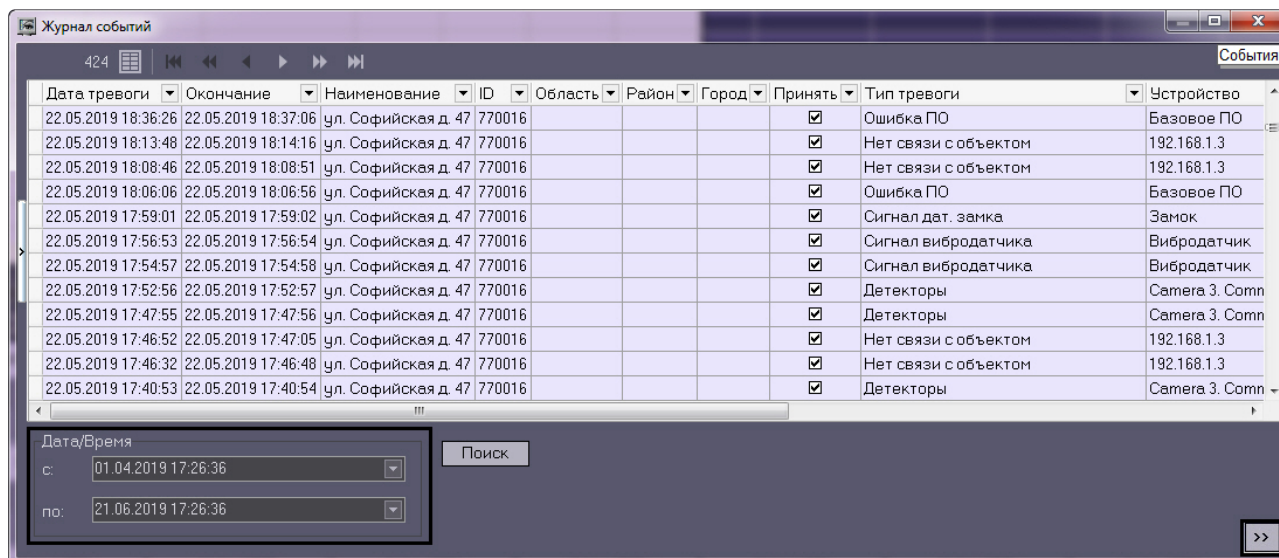 Журнал событий
424
События
Дата тревоги Окончание Наименование ID Область Район Город Принять Тип тревоги Устройство
22.05.2019 18:36:26 22.05.2019 18:37:06 ул. Софийская д. 47 770016 Ошибка ПО Базовое ПО
22.05.2019 18:13:48 22.05.2019 18:14:16 ул. Софийская д. 47 770016 Нет связи с объектом 192.168.1.3
22.05.2019 18:08:46 22.05.2019 18:08:51 ул. Софийская д. 47 770016 Нет связи с объектом 192.168.1.3
22.05.2019 18:06:06 22.05.2019 18:06:56 ул. Софийская д. 47 770016 Ошибка ПО Базовое ПО
22.05.2019 17:59:01 22.05.2019 17:59:02 ул. Софийская д. 47 770016 Сигнал дат. замка Замок
22.05.2019 17:56:53 22.05.2019 17:56:54 ул. Софийская д. 47 770016 Сигнал вибродатчика Вибродатчик
22.05.2019 17:54:57 22.05.2019 17:54:58 ул. Софийская д. 47 770016 Сигнал вибродатчика Вибродатчик
22.05.2019 17:52:56 22.05.2019 17:52:57 ул. Софийская д. 47 770016 Детекторы Camera 3. Comm
22.05.2019 17:47:55 22.05.2019 17:47:56 ул. Софийская д. 47 770016 Детекторы Camera 3. Comm
22.05.2019 17:46:52 22.05.2019 17:47:05 ул. Софийская д. 47 770016 Нет связи с объектом 192.168.1.3
22.05.2019 17:46:32 22.05.2019 17:46:48 ул. Софийская д. 47 770016 Нет связи с объектом 192.168.1.3
22.05.2019 17:40:53 22.05.2019 17:40:54 ул. Софийская д. 47 770016 Детекторы Camera 3. Comm
Дата/Время
с: 01.04.2019 17:26:36
Поиск
по: 21.06.2019 17:26:36
>>